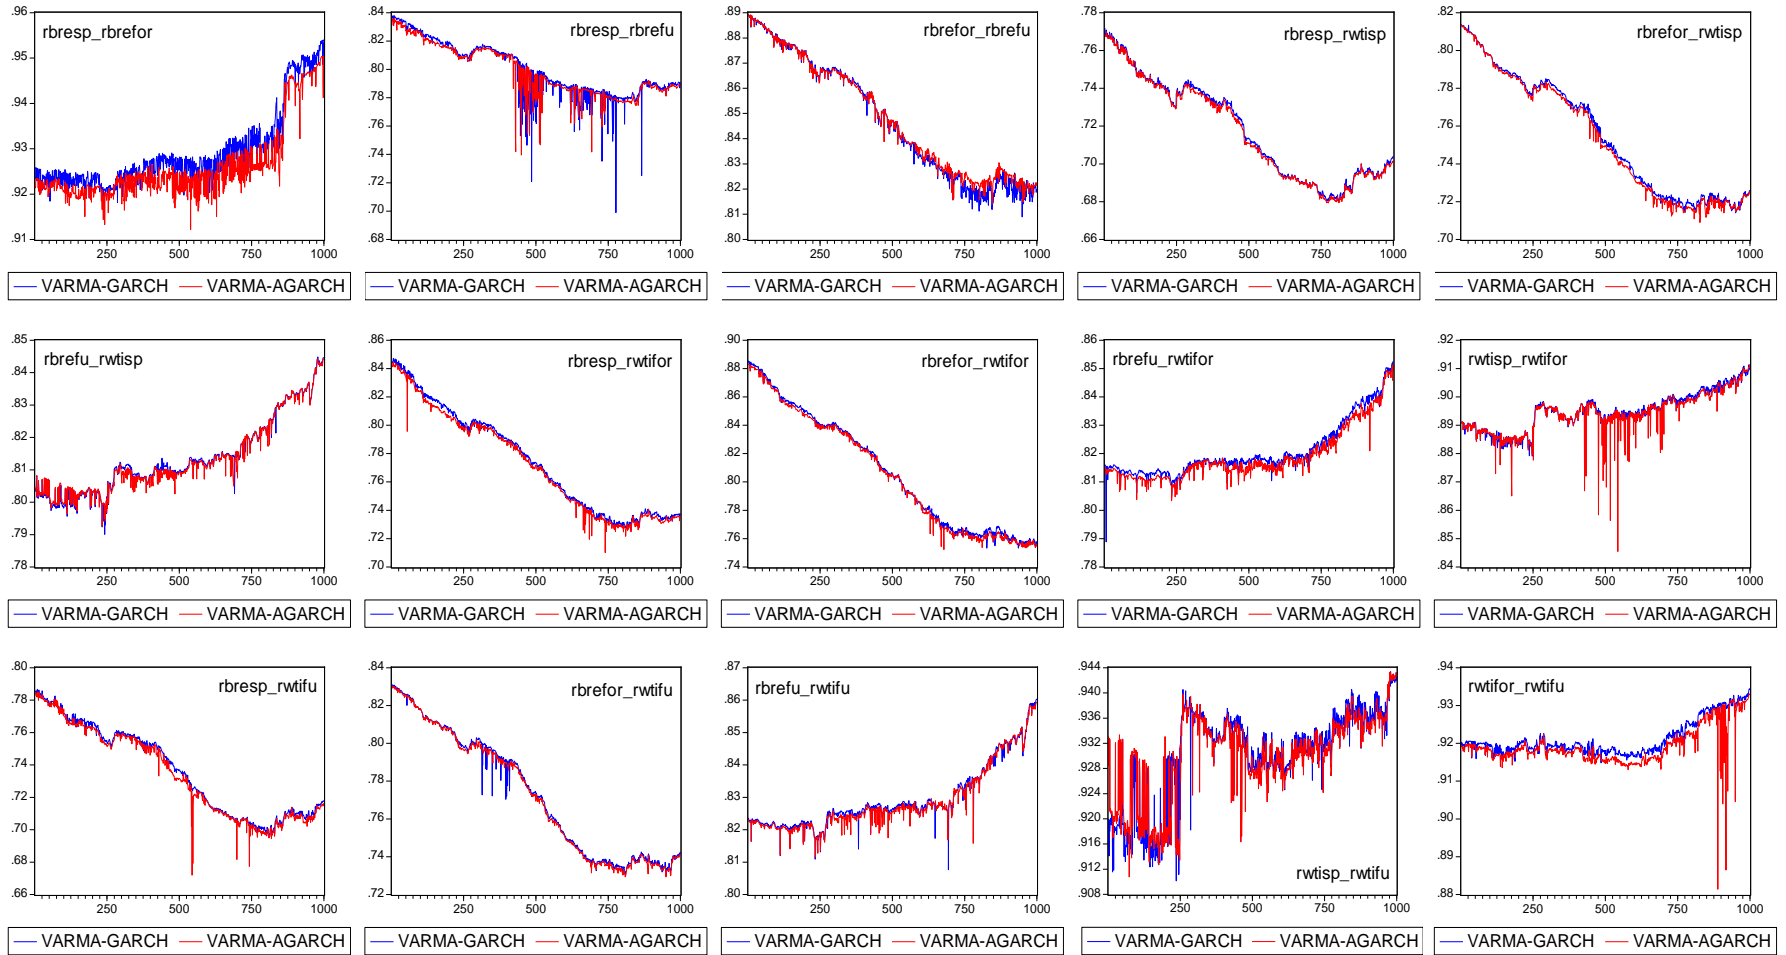 rbresp_rbrefor
.96
.95
.94
.93
.92
.91
250 500 750 1000
VARMA-GARCH VARMA-AGARCH
rbresp_rbrefu
.84
.82
.80
.78
.76
.74
.72
.70
.68
250 500 750 1000
VARMA-GARCH VARMA-AGARCH
rbrefor_rbrefu
.89
.88
.87
.86
.85
.84
.83
.82
.81
.80
250 500 750 1000
VARMA-GARCH VARMA-AGARCH
rbresp_rwtisp
.78
.76
.74
.72
.70
.68
.66
250 500 750 1000
VARMA-GARCH VARMA-AGARCH
rbrefor_rwtisp
.82
.80
.78
.76
.74
.72
.70
250 500 750 1000
VARMA-GARCH VARMA-AGARCH
rbrefu_rwtisp
.85
.84
.83
.82
.81
.80
.79
.78
250 500 750 1000
VARMA-GARCH VARMA-AGARCH
rbresp_rwtifor
.86
.84
.82
.80
.78
.76
.74
.72
.70
250 500 750 1000
VARMA-GARCH VARMA-AGARCH
rbrefor_rwtifor
.90
.88
.86
.84
.82
.80
.78
.76
.74
250 500 750 1000
VARMA-GARCH VARMA-AGARCH
rbrefu_rwtifor
.86
.85
.84
.83
.82
.81
.80
.79
.78
250 500 750 1000
VARMA-GARCH VARMA-AGARCH
rwtisp_rwtifor
.92
.91
.90
.89
.88
.87
.86
.85
.84
250 500 750 1000
VARMA-GARCH VARMA-AGARCH
rbresp_rwtifu
.80
.78
.76
.74
.72
.70
.68
.66
250 500 750 1000
VARMA-GARCH VARMA-AGARCH
rbrefor_rwtifu
.84
.82
.80
.78
.76
.74
.72
250 500 750 1000
VARMA-GARCH VARMA-AGARCH
rbrefu_rwtifu
.87
.86
.85
.84
.83
.82
.81
.80
250 500 750 1000
VARMA-GARCH VARMA-AGARCH
.944
.940
.936
.932
.928
.924
.920
.916
.912
.908
rwtisp_rwtifu
250 500 750 1000
VARMA-GARCH VARMA-AGARCH
rwtifor_rwtifu
.94
.93
.92
.91
.90
.89
.88
250 500 750 1000
VARMA-GARCH VARMA-AGARCH